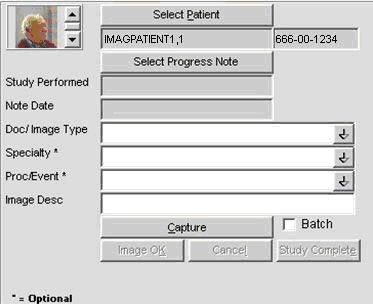 Select Patient
IMAGPATIENT1,1 666-00-1234
Select Progress Note
Study Performed
Note Date
Doc/ Image Type
Specialty *
Proc/Event *
Image Desc
Capture Batch
Image OK Cancel Study Complete
* = Optional